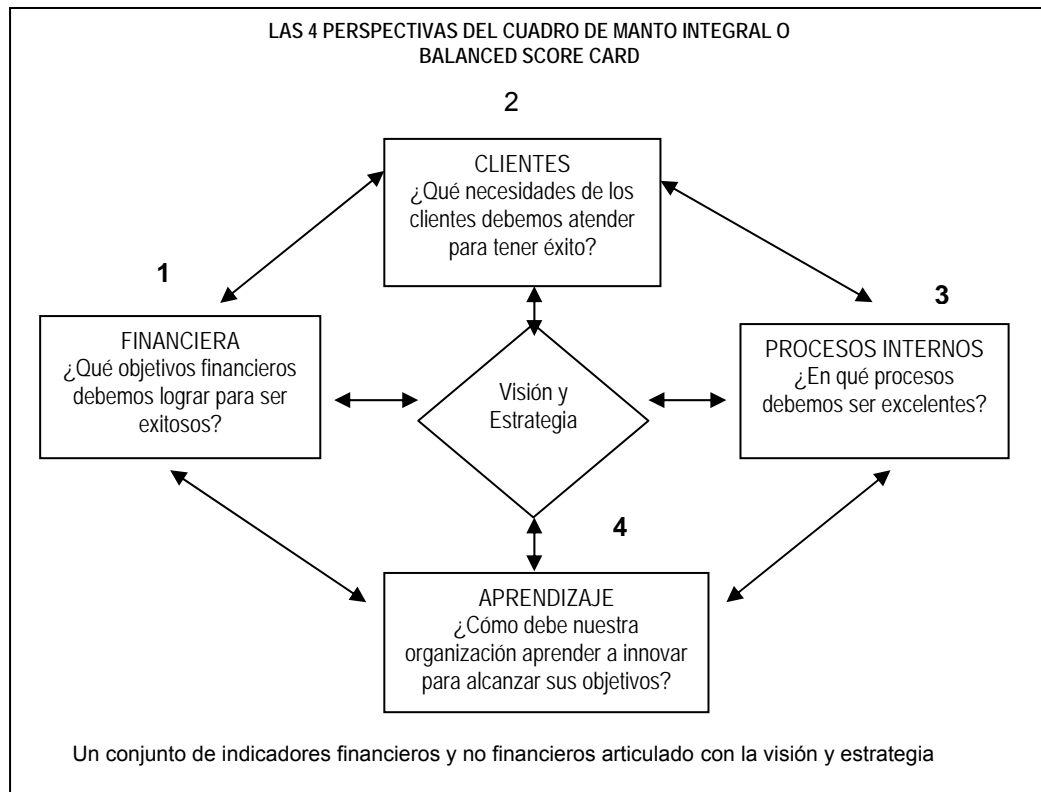 LAS 4 PERSPECTIVAS DEL CUADRO DE MANTO INTEGRAL O
BALANCED SCORE CARD
2
CLIENTES
¿Qué necesidades de los
clientes debemos atender
para tener éxito?
1
FINANCIERA
¿Qué objetivos financieros
debemos lograr para ser
exitosos?
Visión y
Estrategia
3
PROCESOS INTERNOS
¿En qué procesos
debemos ser excelentes?
4
APRENDIZAJE
¿Cómo debe nuestra
organización aprender a innovar
para alcanzar sus objetivos?
Un conjunto de indicadores financieros y no financieros articulado con la visión y estrategia